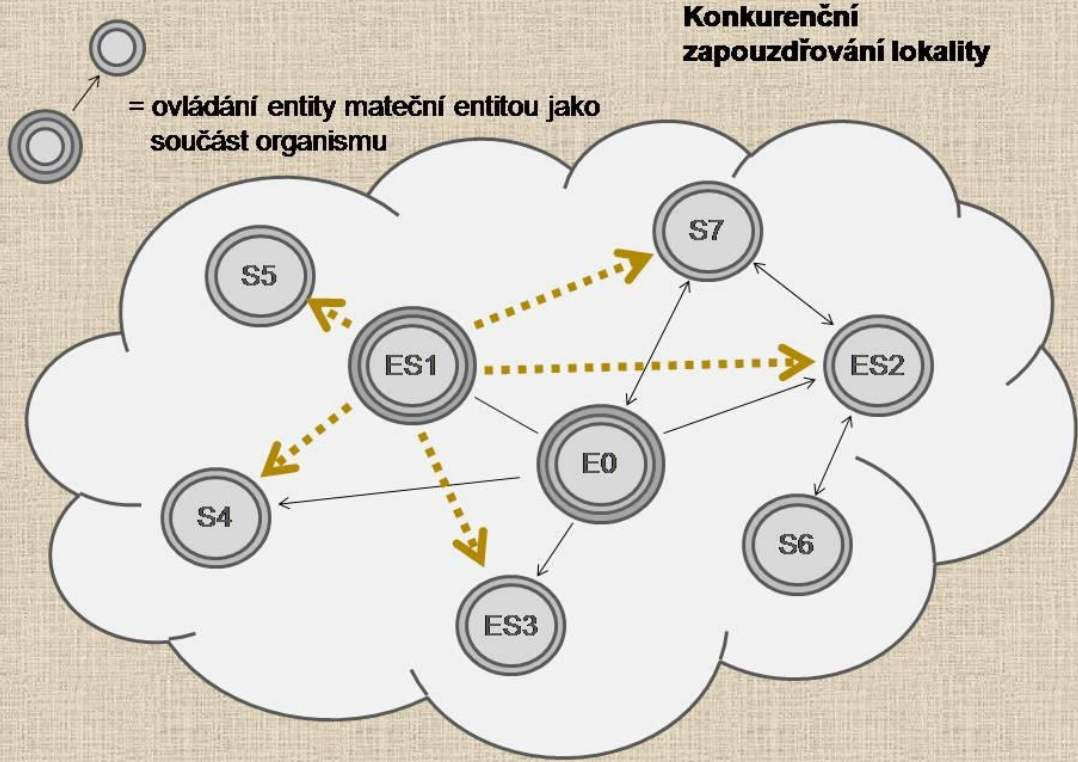 Konkurenční
zapouzdřování lokality
= ovládání entity mateční entitou jako
součást organismu
S7
S5
ES1
ES2
E0
S4
S6
ES3